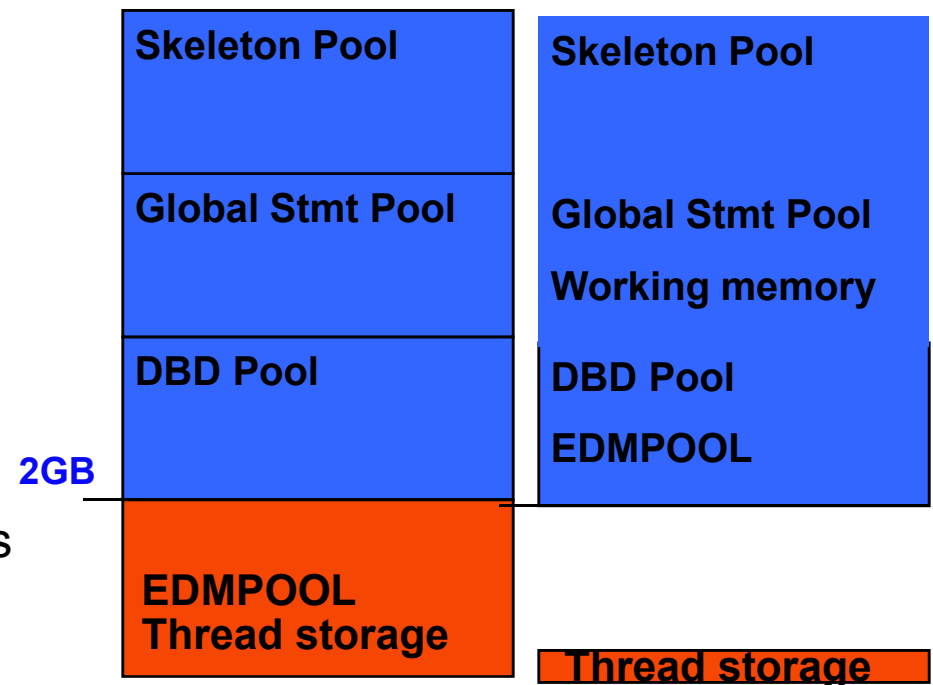 Skeleton Pool
Global Stmt Pool
DBD Pool
2GB
s
EDMPOOL
Thread storage
Skeleton Pool
Global Stmt Pool
Working memory
DBD Pool
EDMPOOL
Thread storage